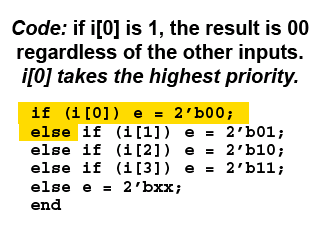 Code: if i[0] is 1, the result is 00
regardless of the other inputs.
i[0] takes the highest priority.
if (i[0]) e = 2’b00;
else if (i[1]) e = 2’b01;
else if (i[2]) e = 2’b10;
else if (i[3]) e = 2’b11;
else e = 2’bxx;
end